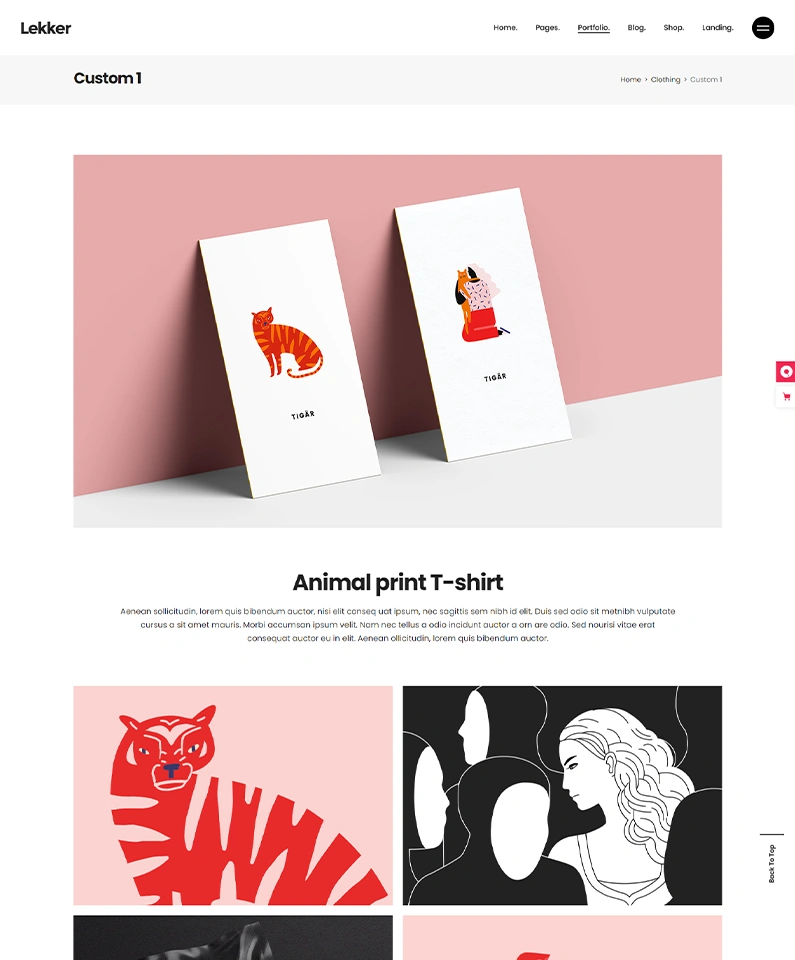 Lekker
Home. Pages. Portfolio. Blog. Shop. Landing.
Custom 1
Home > Clothing > Custom 1
TIGÄR
TIGÄR
Animal print T-shirt
Aenean sollicitudin, lorem quis bibendum auctor, nisi elit conseq uat ipsum, nec sagittis sem nibh id elit. Duis sed odio sit metnibh vulputate
cursus a sit amet mauris. Morbi accumsan ipsum velit. Nam nec tellus a odio incidunt auctor a orn are odio. Sed nourisi vitae erat
consequat auctor eu in elit. Aenean ollicitudin, lorem quis bibendum auctor.
Back To Top